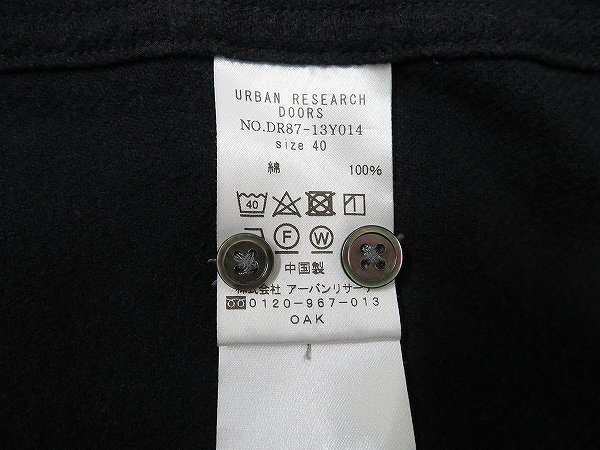 URBAN RESEARCH
DOORS
NO.DR87-13Y014
size 40
綿 100%
40
F W
中国製
株式会社 アーバンリサーチ
0120-967-013
OAK